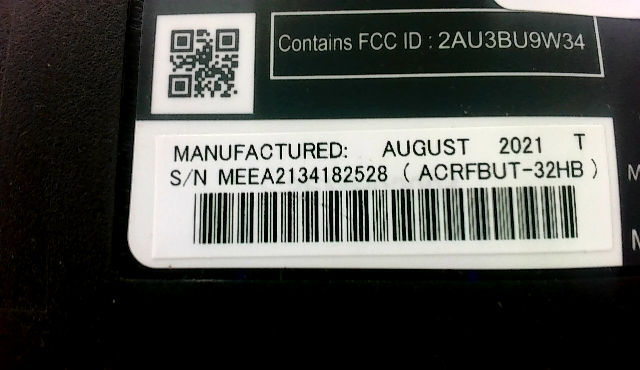 Contains FCC ID : 2AU3BU9W34
MANUFACTURED: AUGUST 2021 T
S/N MEEA2134182528 ( ACRFBUT-32HB )
M
M